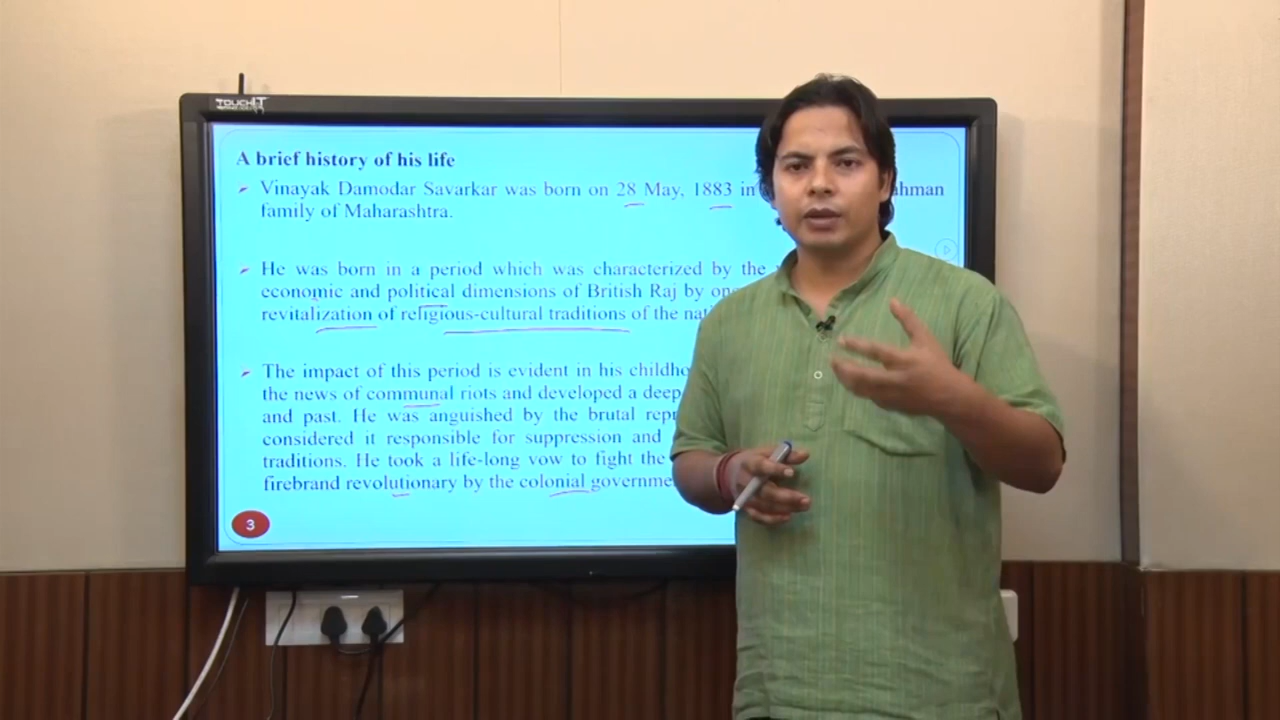 TOUCHIT
A brief history of his life
Vinayak Damodar Savarkar was born on 28 May, 1883 in
family of Maharashtra.
He was born in a period which was characterized by the
economic and political dimensions of British Raj by
revitalization of religious-cultural traditions of the
The impact of this period is evident in his
the news of communal riots and developed a deep
and past. He was anguished by the brutal
considered it responsible for suppression and
traditions. He took a life-long vow to fight the
firebrand revolutionary by the colonial
3